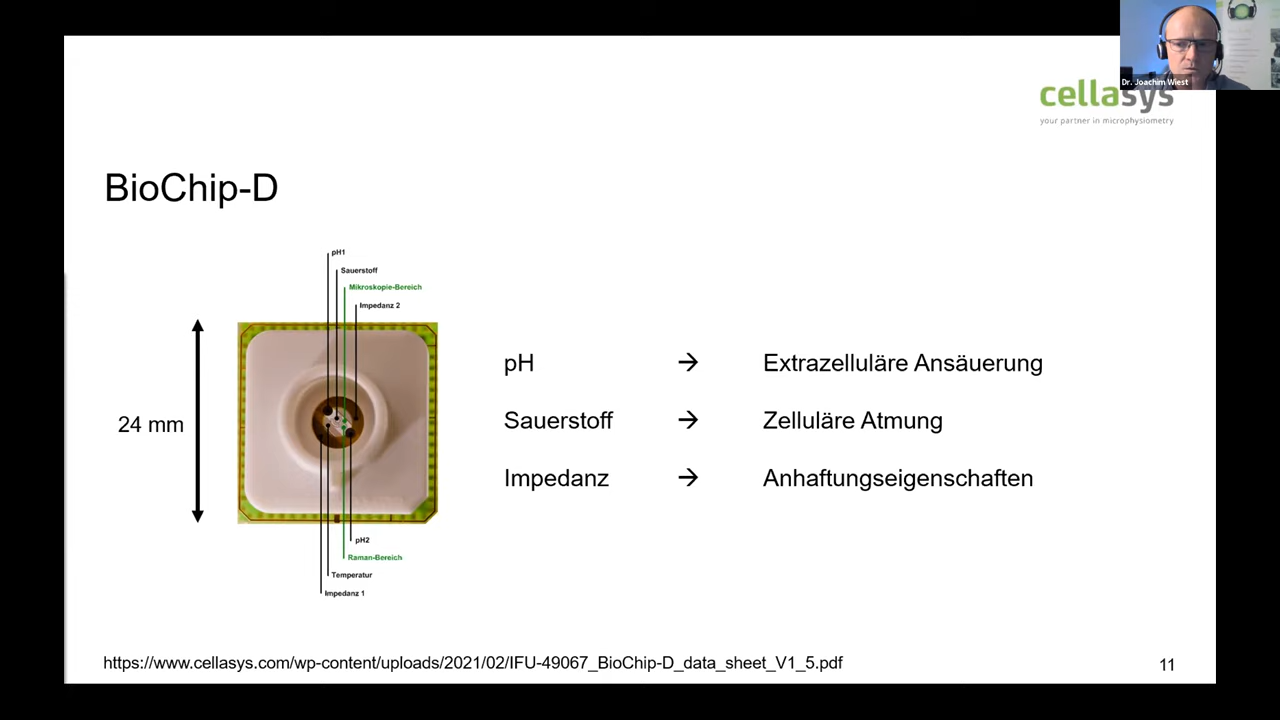 Dr. Joachim Wiest
cellasys
your partner in microphysiometry
BioChip-D
pH1
Sauerstoff
Mikroskopie-Bereich
Impedanz 2
24 mm
pH → Extrazelluläre Ansäuerung
Sauerstoff → Zelluläre Atmung
Impedanz → Anhaftungseigenschaften
pH2
Raman-Bereich
Temperatur
Impedanz 1
https://www.cellasys.com/wp-content/uploads/2021/02/IFU-49067_BioChip-D_data_sheet_V1_5.pdf
11